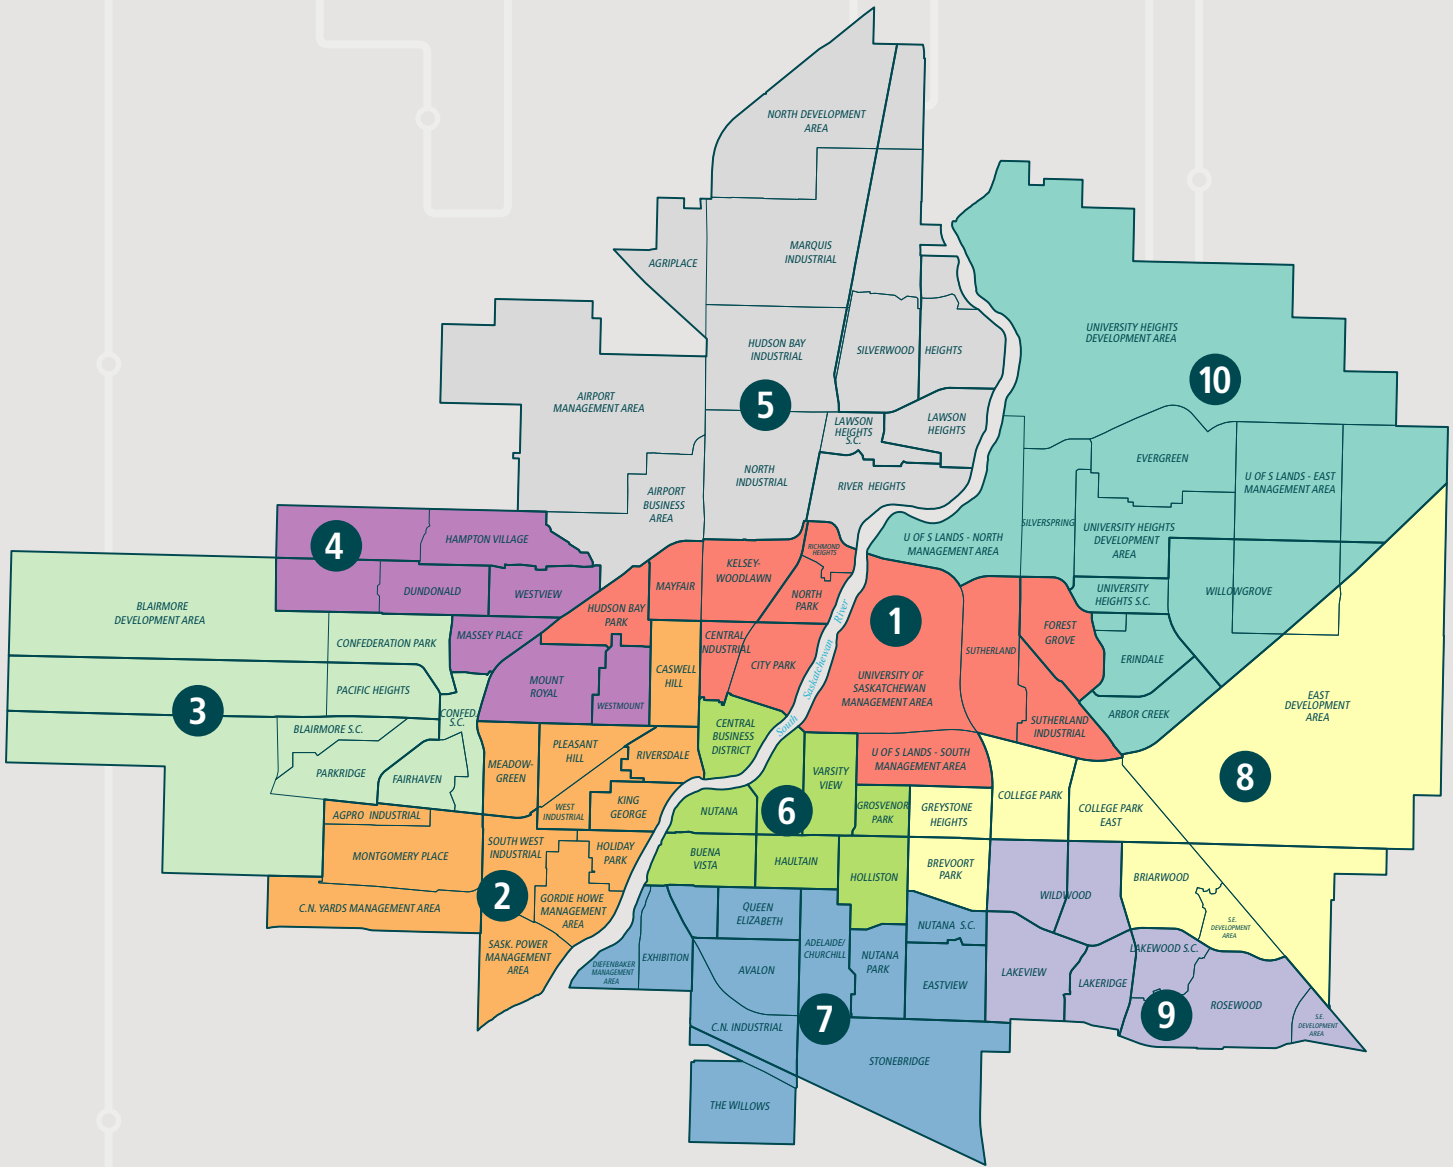 NORTH DEVELOPMENT
AREA
MARQUIS
INDUSTRIAL
AGRIPLACE
HUDSON BAY
INDUSTRIAL
SILVERWOOD
HEIGHTS
UNIVERSITY HEIGHTS
DEVELOPMENT AREA
10
5
AIRPORT
MANAGEMENT AREA
LAWSON
HEIGHTS
S.C.
LAWSON
HEIGHTS
NORTH
INDUSTRIAL
RIVER HEIGHTS
AIRPORT
BUSINESS
AREA
EVERGREEN
U OF S LANDS - EAST
MANAGEMENT AREA
SILVERSPRING
UNIVERSITY HEIGHTS
DEVELOPMENT
AREA
U OF S LANDS - NORTH
MANAGEMENT AREA
4
HAMPTON VILLAGE
DUNDONALD
WESTVIEW
MASSEY PLACE
MOUNT
ROYAL
WESTMOUNT
RICHMOND
HEIGHTS
KELSEY-
WOODLAWN
MAYFAIR
NORTH
PARK
HUDSON BAY
PARK
CENTRAL
INDUSTRIAL
CITY PARK
South Saskatchewan River
1
UNIVERSITY OF
SASKATCHEWAN
MANAGEMENT AREA
SUTHERLAND
FOREST
GROVE
SUTHERLAND
INDUSTRIAL
U OF S LANDS - SOUTH
MANAGEMENT AREA
UNIVERSITY
HEIGHTS S.C.
WILLOWGROVE
ERINDALE
ARBOR CREEK
BLAIRMORE
DEVELOPMENT AREA
CONFEDERATION PARK
PACIFIC HEIGHTS
CONFED.
S.C.
3
BLAIRMORE S.C.
PARKRIDGE
FAIRHAVEN
CASWELL
HILL
CENTRAL
BUSINESS
DISTRICT
MEADOW-
GREEN
PLEASANT
HILL
RIVERSDALE
WEST
INDUSTRIAL
KING
GEORGE
AGPRO INDUSTRIAL
MONTGOMERY PLACE
SOUTH WEST
INDUSTRIAL
HOLIDAY
PARK
2
GORDIE HOWE
MANAGEMENT
AREA
C.N. YARDS MANAGEMENT AREA
SASK. POWER
MANAGEMENT
AREA
NUTANA
6
VARSITY
VIEW
GROSVENOR
PARK
BUENA
VISTA
HAULTAIN
HOLLISTON
EAST
DEVELOPMENT
AREA
8
COLLEGE PARK
COLLEGE PARK
EAST
GREYSTONE
HEIGHTS
BREVOORT
PARK
BRIARWOOD
S.E.
DEVELOPMENT
AREA
WILDWOOD
LAKEWOOD S.C.
LAKEVIEW
LAKERIDGE
9
ROSEWOOD
S.E.
DEVELOPMENT
AREA
QUEEN
ELIZABETH
NUTANA S.C.
ADELAIDE/
CHURCHILL
NUTANA
PARK
EXHIBITION
DIEFENBAKER
MANAGEMENT
AREA
AVALON
EASTVIEW
C.N. INDUSTRIAL
7
STONEBRIDGE
THE WILLOWS